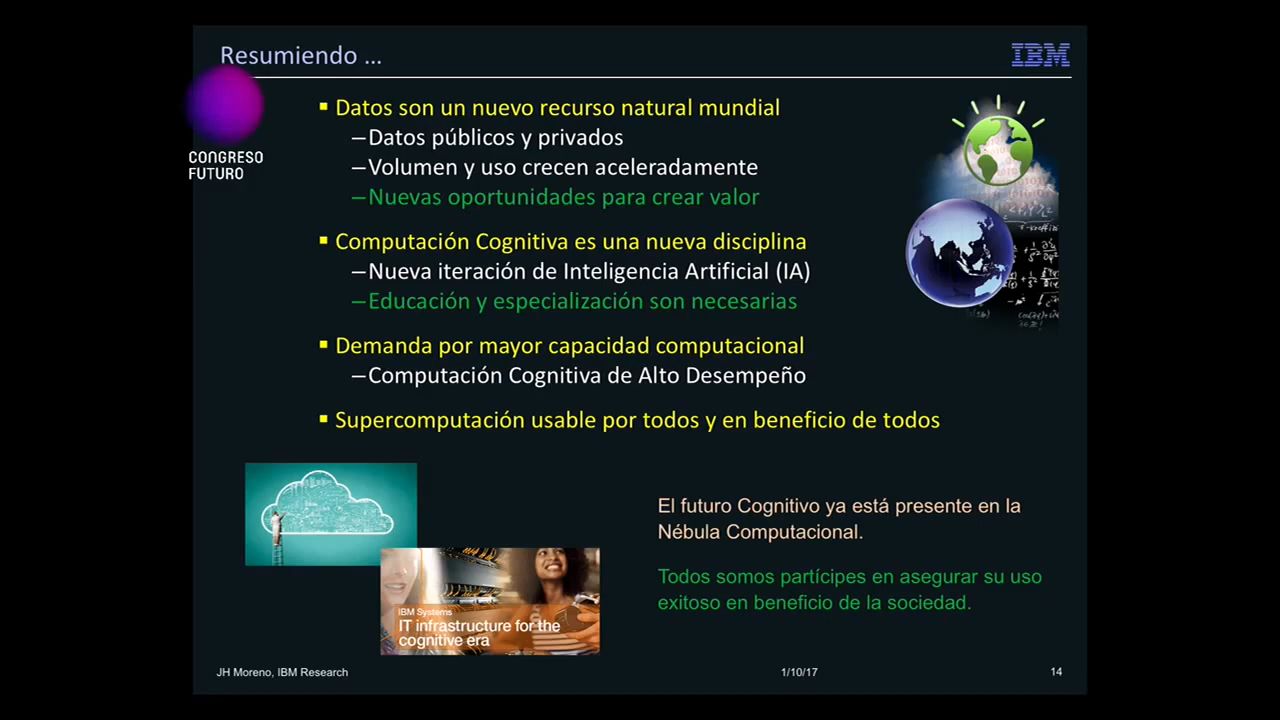 Resumiendo ...
IBM
CONGRESO
FUTURO
▪ Datos son un nuevo recurso natural mundial
–Datos públicos y privados
–Volumen y uso crecen aceleradamente
–Nuevas oportunidades para crear valor
▪ Computación Cognitiva es una nueva disciplina
–Nueva iteración de Inteligencia Artificial (IA)
–Educación y especialización son necesarias
▪ Demanda por mayor capacidad computacional
–Computación Cognitiva de Alto Desempeño
▪ Supercomputación usable por todos y en beneficio de todos
El futuro Cognitivo ya está presente en la
Nébula Computacional.
Todos somos partícipes en asegurar su uso
exitoso en beneficio de la sociedad.
IBM Systems
IT infrastructure for the
cognitive era
JH Moreno, IBM Research
1/10/17
14